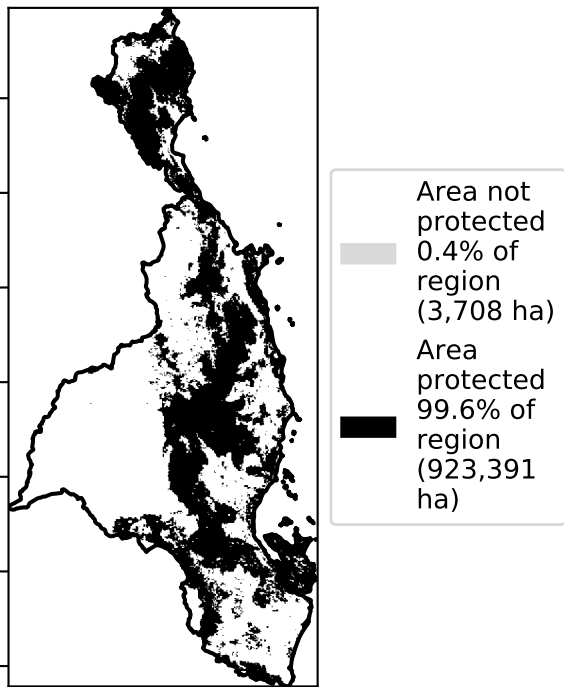 Area not
protected
0.4% of
region
(3,708 ha)
Area
protected
99.6% of
region
(923,391
ha)